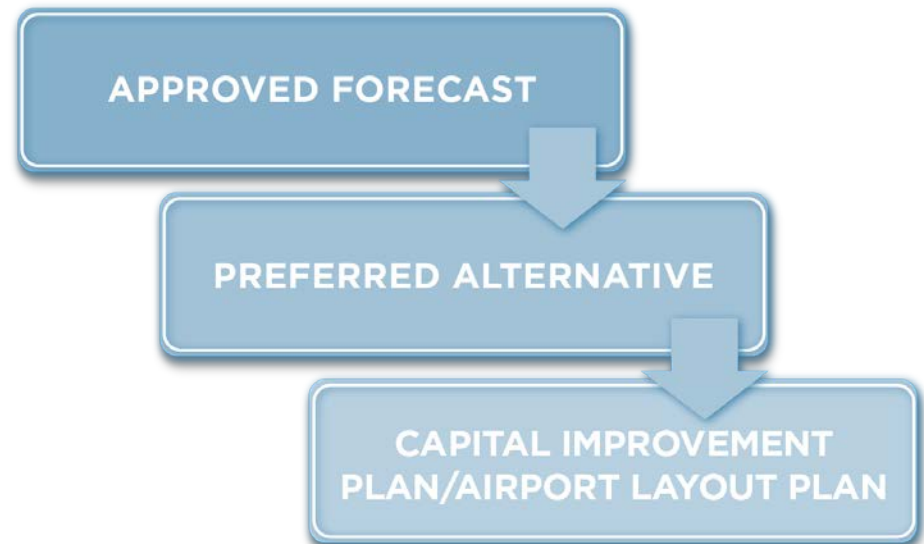 APPROVED FORECAST
PREFERRED ALTERNATIVE
CAPITAL IMPROVEMENT
PLAN/AIRPORT LAYOUT PLAN